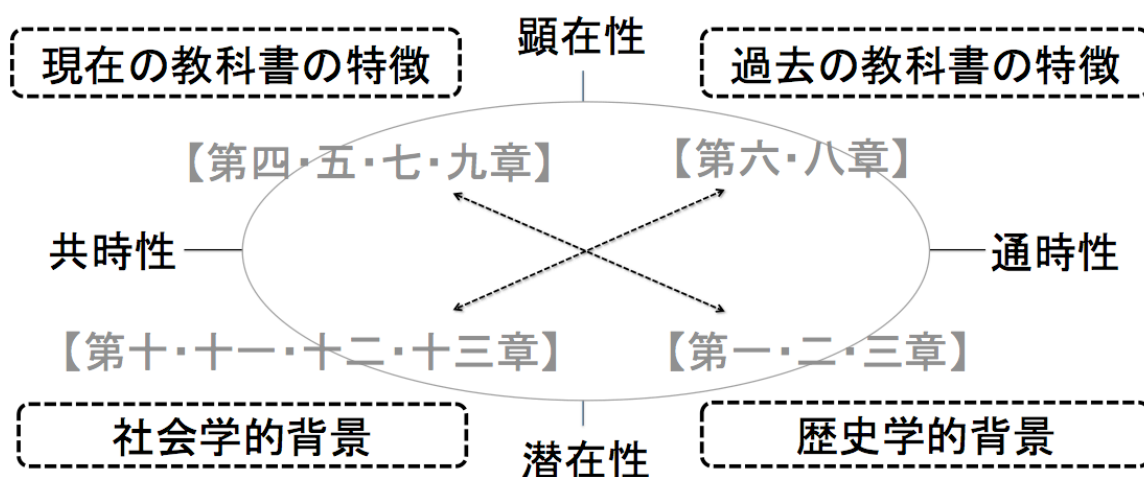 顕在性
現在の教科書の特徴
過去の教科書の特徴
【第四・五・七・九章】
【第六・八章】
共時性
通時性
【第十・十一・十二・十三章】
【第一・二・三章】
社会学的背景
歴史学的背景
潜在性